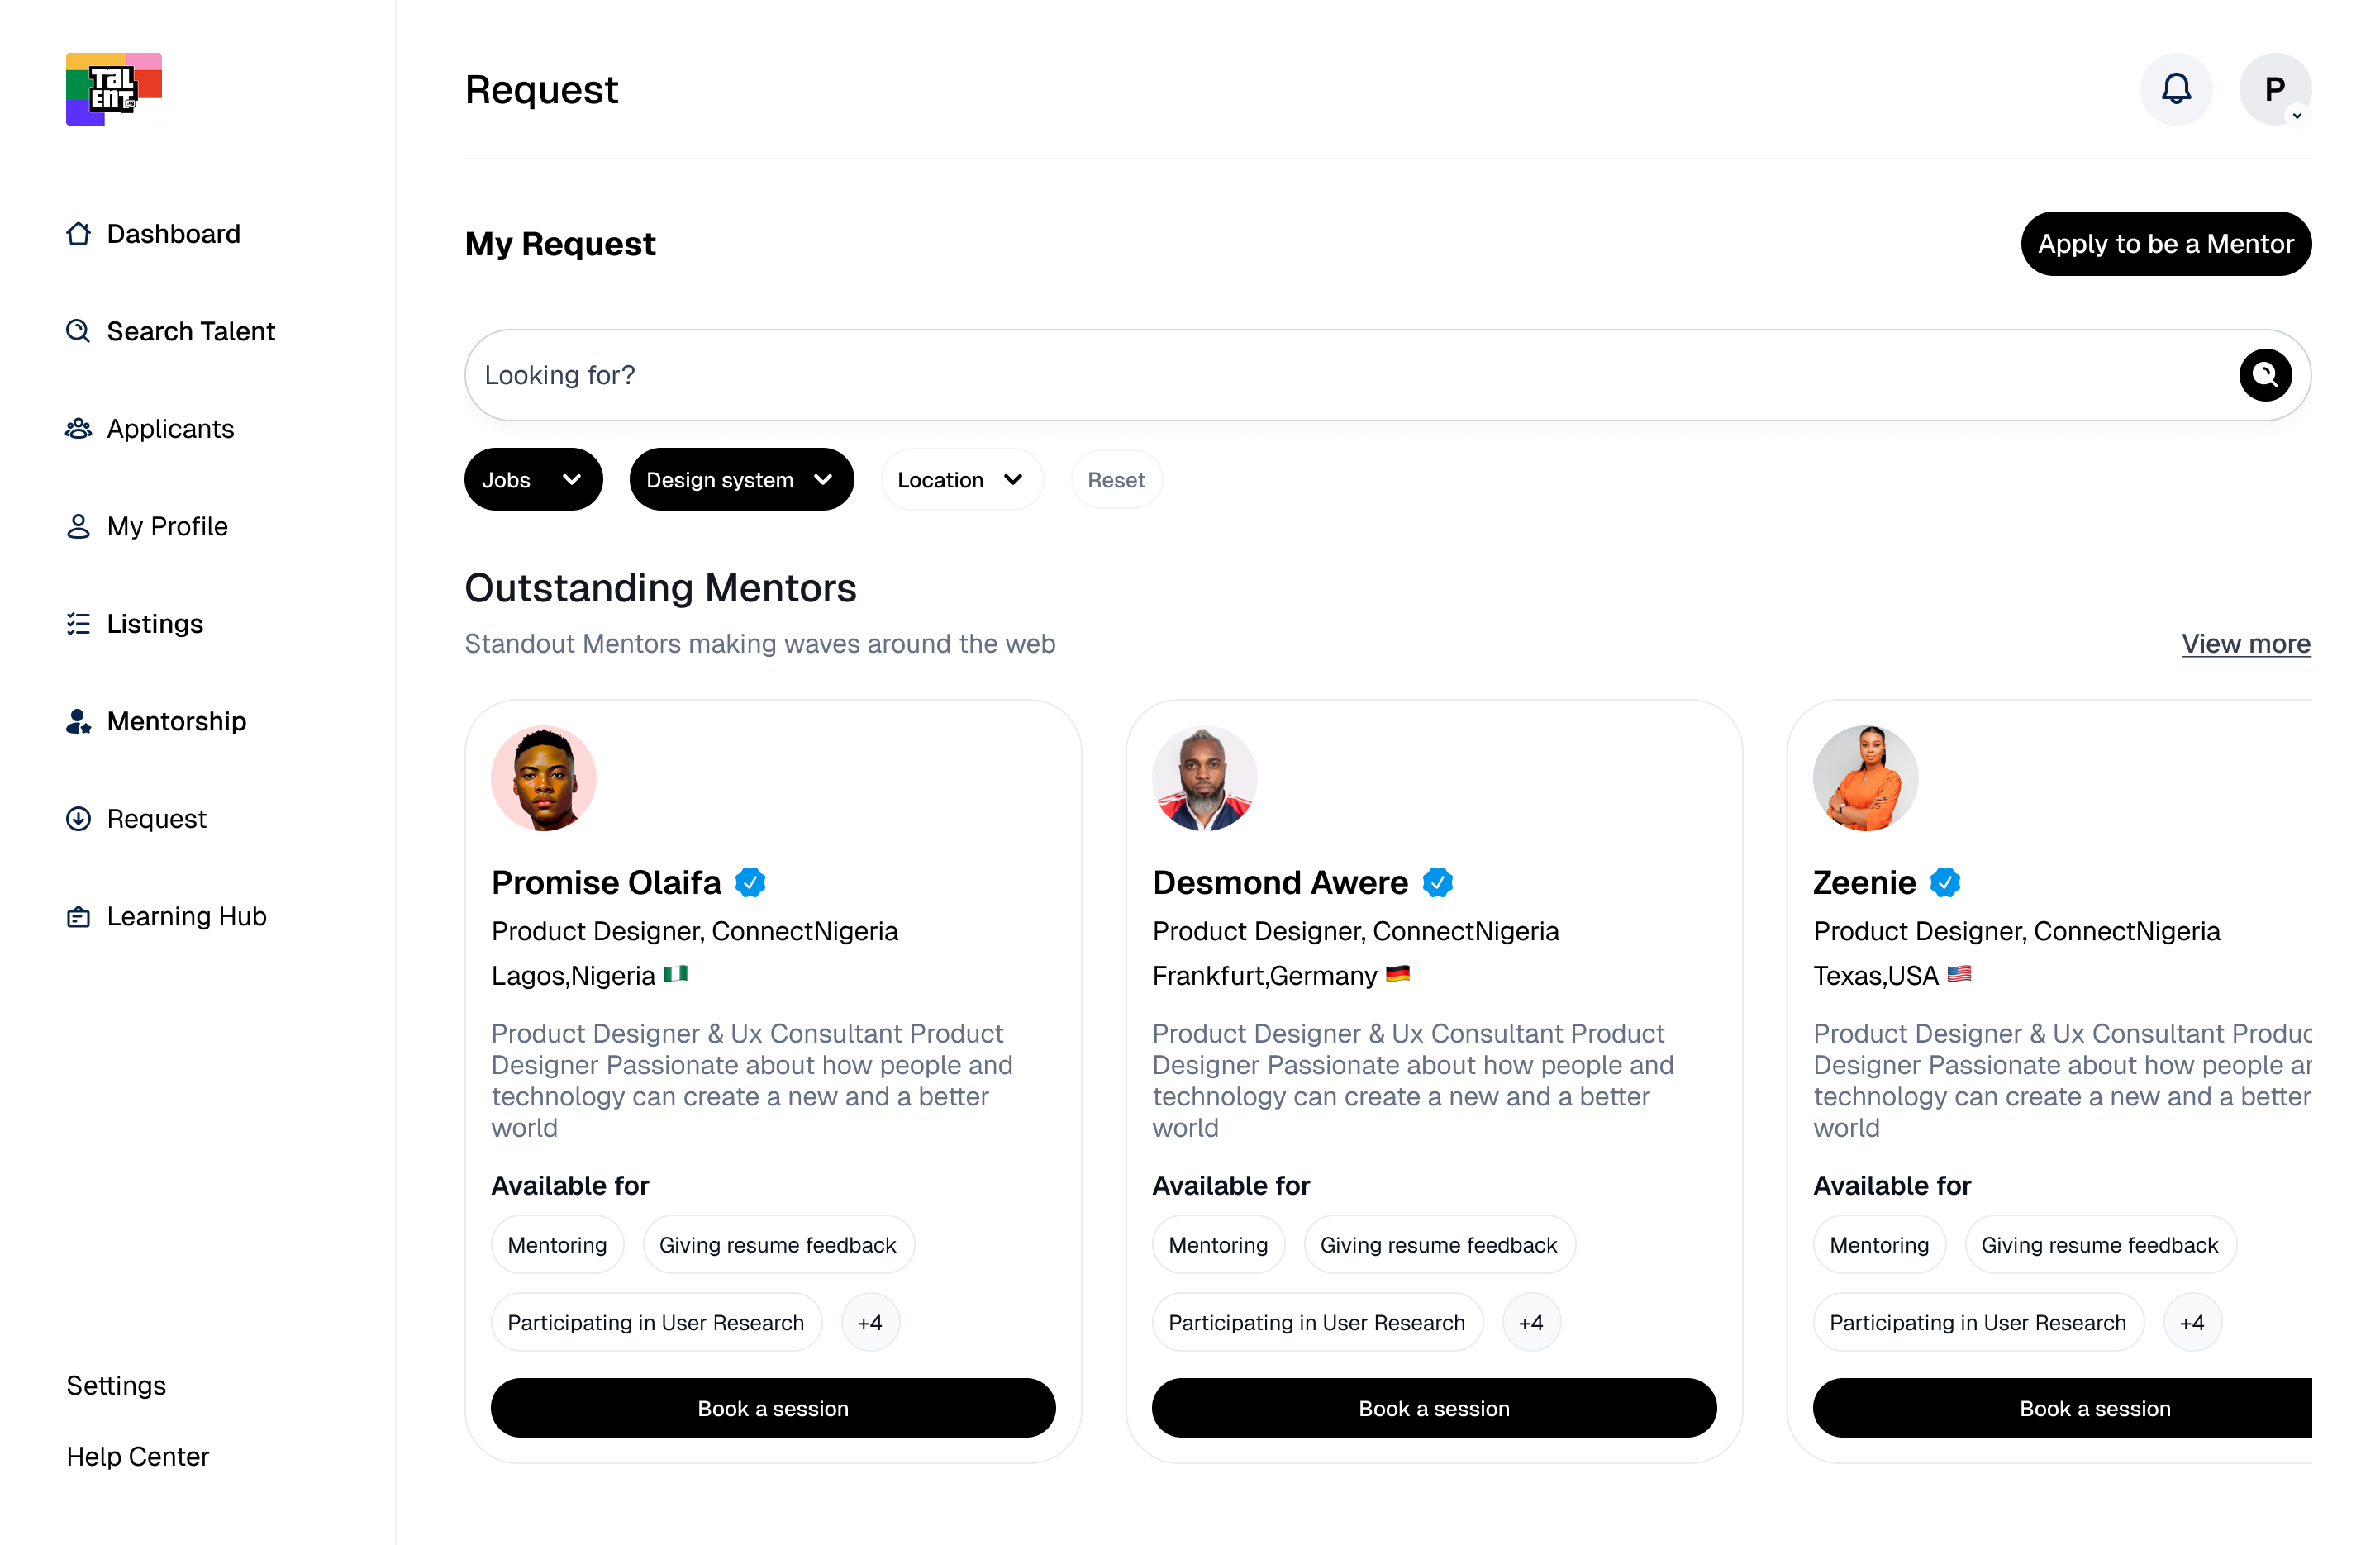 TaL
ENT
Request
P
Dashboard
Search Talent
Applicants
My Profile
Listings
Mentorship
Request
Learning Hub
Settings
Help Center
My Request
Apply to be a Mentor
Looking for?
Jobs
Design system
Location
Reset
Outstanding Mentors
Standout Mentors making waves around the web
View more
Promise Olaifa
Product Designer, ConnectNigeria
Lagos,Nigeria 🇳🇬
Product Designer & Ux Consultant Product
Designer Passionate about how people and
technology can create a new and a better
world
Available for
Mentoring
Giving resume feedback
Participating in User Research
+4
Book a session
Desmond Awere
Product Designer, ConnectNigeria
Frankfurt,Germany 🇩🇪
Product Designer & Ux Consultant Product
Designer Passionate about how people and
technology can create a new and a better
world
Available for
Mentoring
Giving resume feedback
Participating in User Research
+4
Book a session
Zeenie
Product Designer, ConnectNigeria
Texas,USA 🇺🇸
Product Designer & Ux Consultant Produc
Designer Passionate about how people ar
technology can create a new and a better
world
Available for
Mentoring
Giving resume feedback
Participating in User Research
+4
Book a session